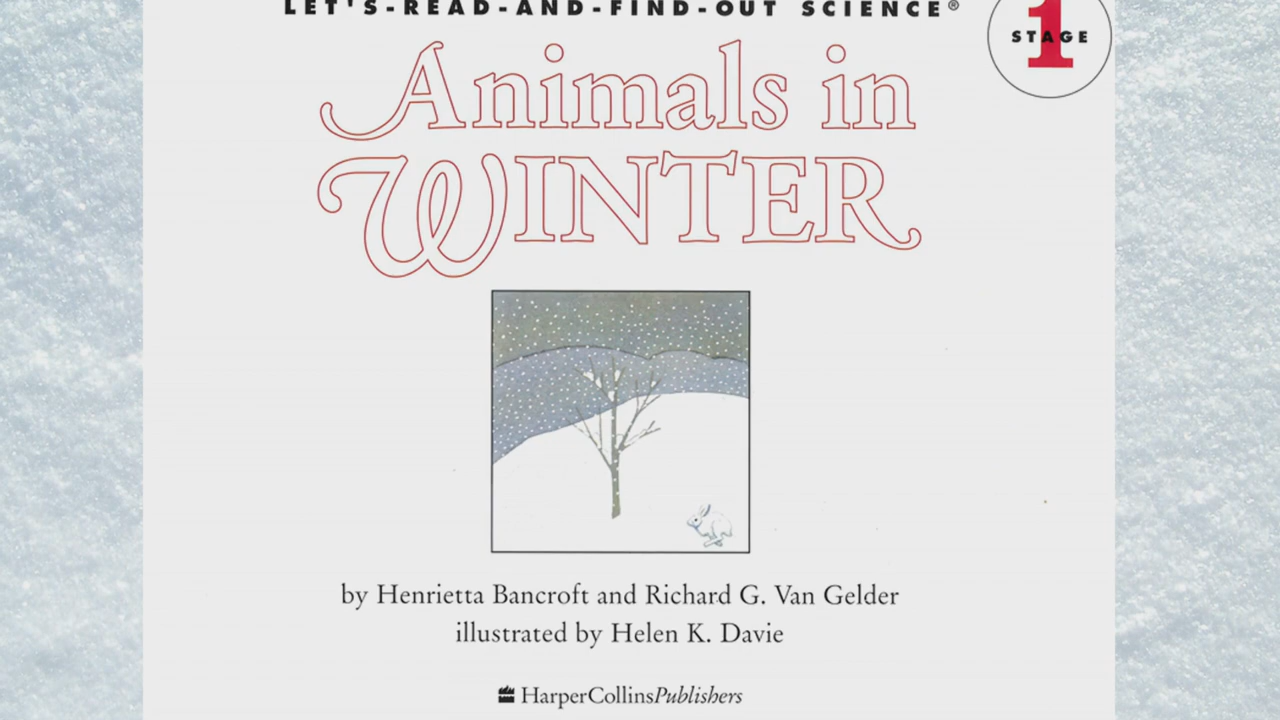 LET'S-READ-AND-FIND-OUT SCIENCE®
STAGE 1
Animals in
WINTER
by Henrietta Bancroft and Richard G. Van Gelder
illustrated by Helen K. Davie
HarperCollinsPublishers